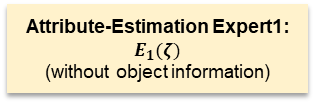 Attribute-Estimation Expert1:
E₁(ζ)
(without object information)